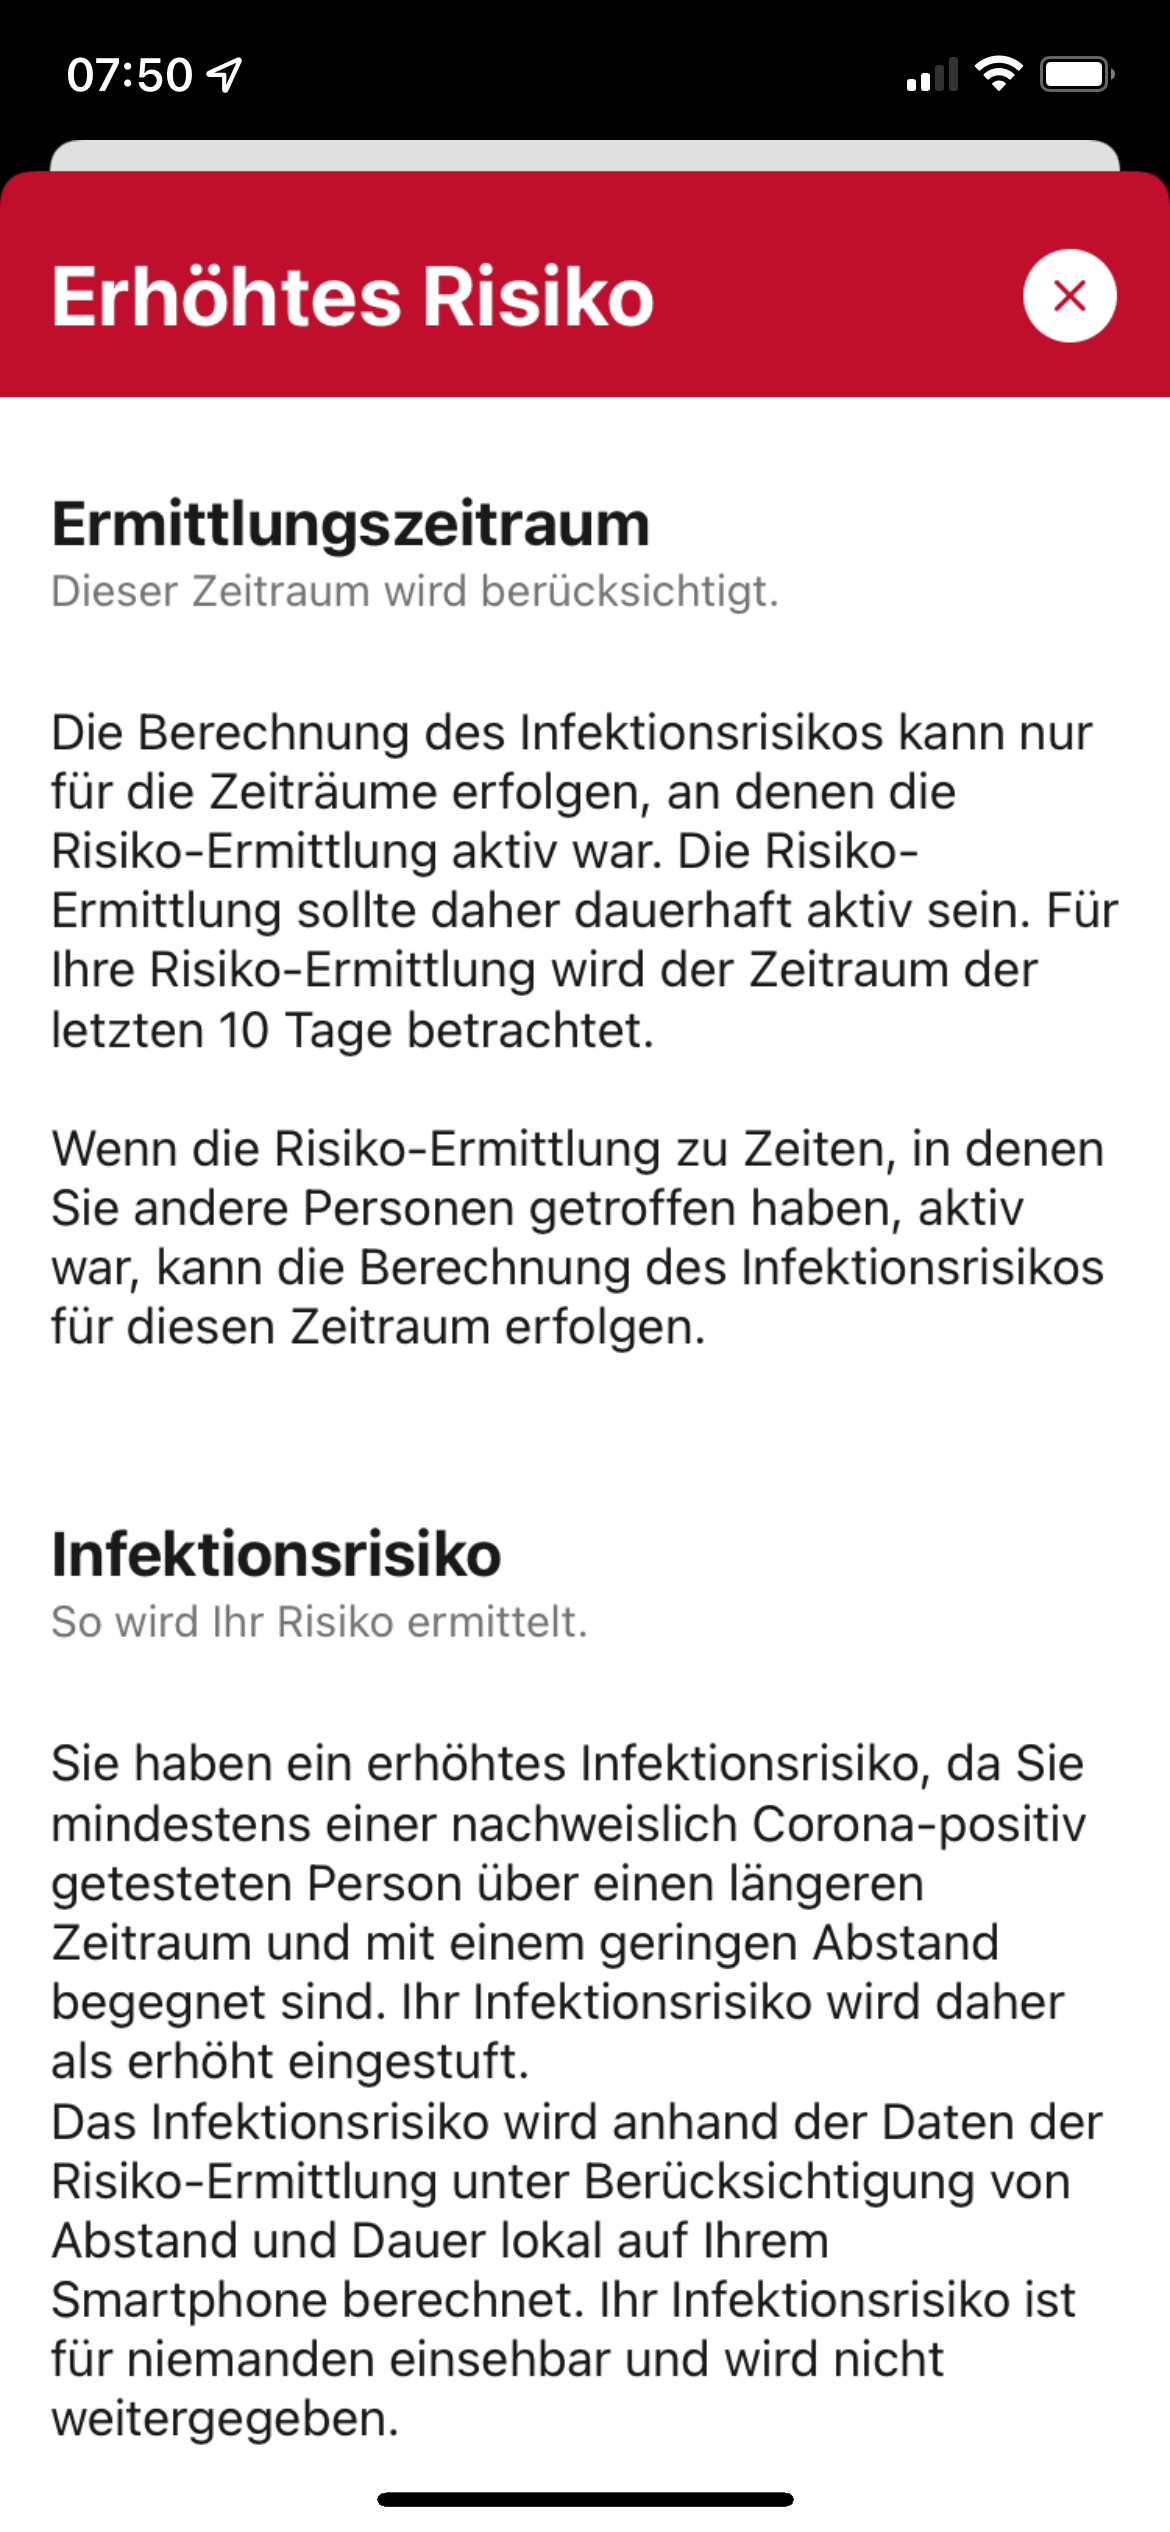 07:50
Erhöhtes Risiko
Ermittlungszeitraum
Dieser Zeitraum wird berücksichtigt.
Die Berechnung des Infektionsrisikos kann nur
für die Zeiträume erfolgen, an denen die
Risiko-Ermittlung aktiv war. Die Risiko-
Ermittlung sollte daher dauerhaft aktiv sein. Für
Ihre Risiko-Ermittlung wird der Zeitraum der
letzten 10 Tage betrachtet.
Wenn die Risiko-Ermittlung zu Zeiten, in denen
Sie andere Personen getroffen haben, aktiv
war, kann die Berechnung des Infektionsrisikos
für diesen Zeitraum erfolgen.
Infektionsrisiko
So wird Ihr Risiko ermittelt.
Sie haben ein erhöhtes Infektionsrisiko, da Sie
mindestens einer nachweislich Corona-positiv
getesteten Person über einen längeren
Zeitraum und mit einem geringen Abstand
begegnet sind. Ihr Infektionsrisiko wird daher
als erhöht eingestuft.
Das Infektionsrisiko wird anhand der Daten der
Risiko-Ermittlung unter Berücksichtigung von
Abstand und Dauer lokal auf Ihrem
Smartphone berechnet. Ihr Infektionsrisiko ist
für niemanden einsehbar und wird nicht
weitergegeben.